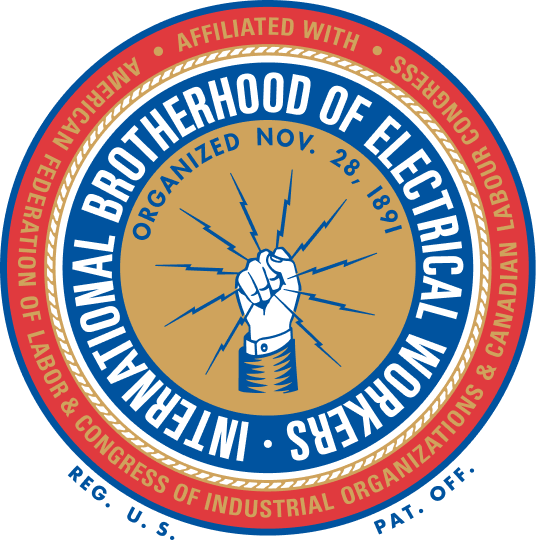 • AFFILIATED WITH •
AMERICAN FEDERATION OF LABOR & CONGRESS OF INDUSTRIAL ORGANIZATIONS & CANADIAN LABOUR CONGRESS
INTERNATIONAL BROTHERHOOD OF ELECTRICAL WORKERS •
ORGANIZED NOV. 28, 1891
REG. U. S.
PAT. OFF.